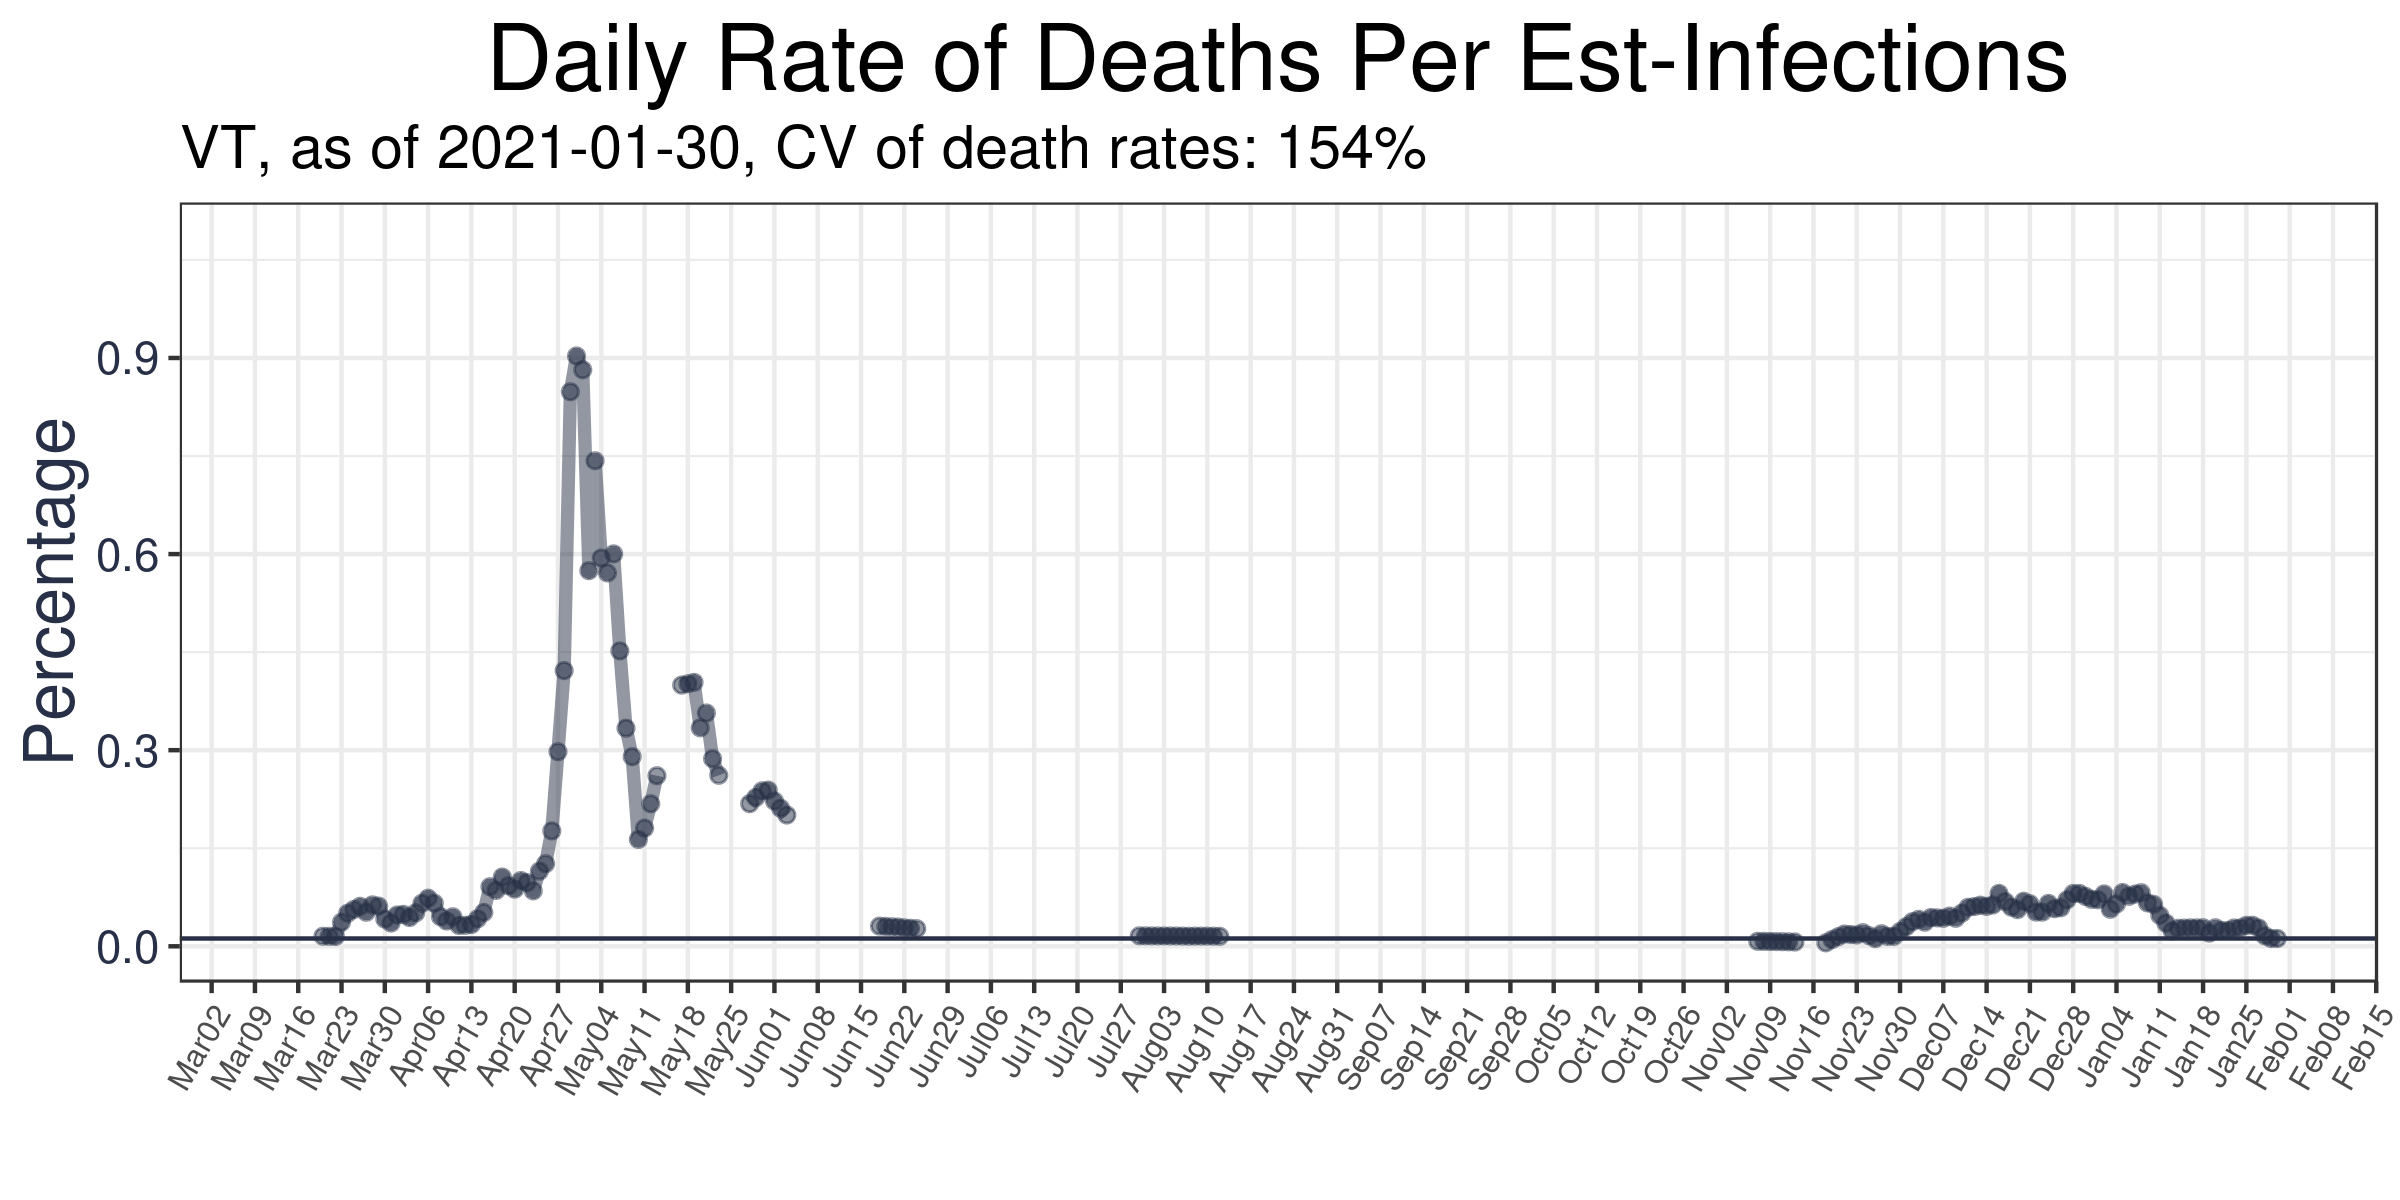 Daily Rate of Deaths Per Est-Infections
VT, as of 2021-01-30, CV of death rates: 154%
Percentage
0.9
0.6
0.3
0.0
Mar02
Mar09
Mar16
Mar23
Mar30
Apr06
Apr13
Apr20
Apr27
May04
May11
May18
May25
Jun01
Jun08
Jun15
Jun22
Jun29
Jul06
Jul13
Jul20
Jul27
Aug03
Aug10
Aug17
Aug24
Aug31
Sep07
Sep14
Sep21
Sep28
Oct05
Oct12
Oct19
Oct26
Nov02
Nov09
Nov16
Nov23
Nov30
Dec07
Dec14
Dec21
Dec28
Jan04
Jan11
Jan18
Jan25
Feb01
Feb08
Feb15